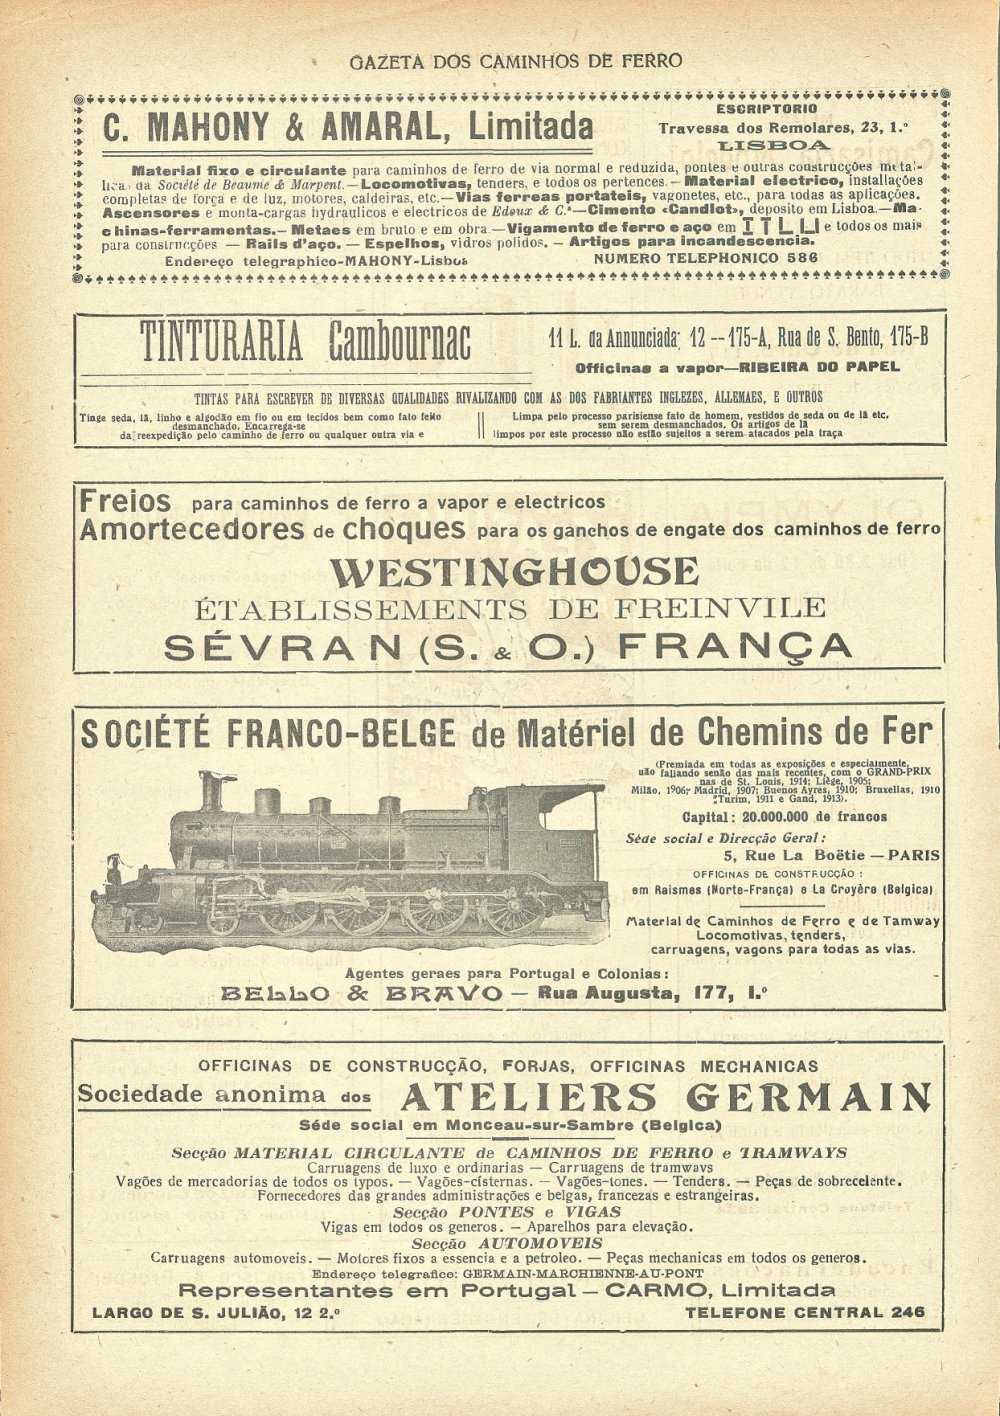 GAZETA DOS CAMINHOS DE FERRO
C. MAHONY & AMARAL, Limitada
ESCRIPTORIO
Travessa dos Remolares, 23, 1.º
LISBOA
Material fixo e circulante para caminhos de ferro de via normal e reduzida, pontes e outras construcções metal-
licas da Société de Beaume & Marpent.—Locomotivas, tenders, e todos os pertences.—Material electrico, installações
completas de força e de luz, motores, caldeiras, etc.—Vias ferreas portateis, vagonetes, etc., para todas as aplicações.
Ascensores e monta-cargas hydraulicos e electricos de Edoux & C.ª—Cimento «Candlot», deposito em Lisboa.—Ma-
chinas-ferramentas.—Metaes em bruto e em obra.—Vigamento de ferro e aço em I T L U e todos os mais
para construcções — Rails d'aço. — Espelhos, vidros polidos. — Artigos para incandescencia.
Endereço telegraphico-MAHONY-Lisboa
NUMERO TELEPHONICO 586
TINTURARIA Cambournac
11 L. da Annunciada, 12 -- 175-A, Rua de S. Bento, 175-B
Officinas a vapor—RIBEIRA DO PAPEL
TINTAS PARA ESCREVER DE DIVERSAS QUALIDADES RIVALIZANDO COM AS DOS FABRIANTES INGLEZES, ALLEMAES, E OUTROS
Tinge seda, lã, linho e algodão em fio ou em tecidos bem como fato feito
desmanchado. Encarrega-se
da reexpedição pelo caminho de ferro ou qualquer outra via e
Limpa pelo processo parisiense fato de homem, vestidos de seda ou de lã etc.
sem serem desmanchados. Os artigos de lã
limpos por este processo não estão sujeitos a serem atacados pela traça
Freios para caminhos de ferro a vapor e electricos
Amortecedores de choques para os ganchos de engate dos caminhos de ferro
WESTINGHOUSE
ÉTABLISSEMENTS DE FREINVILE
SÉVRAN (S. & O.) FRANÇA
SOCIÉTÉ FRANCO-BELGE de Matériel de Chemins de Fer
(Premiada em todas as exposições e especialmente,
não fallando senão das mais recentes, com o GRAND-PRIX
nas de St. Louis, 1914; Liège, 1905;
Milão, 1906; Madrid, 1907; Buenos Ayres, 1910; Bruxellas, 1910
Turim, 1911 e Gand, 1913).
Capital: 20.000.000 de francos
Séde social e Direcção Geral:
5, Rue La Boëtie — PARIS
OFFICINAS DE CONSTRUCÇÃO:
em Raismes (Norte-França) e La Croyère (Belgica)
Material de Caminhos de Ferro e de Tamway
Locomotivas, tenders,
carruagens, vagons para todas as vias.
Agentes geraes para Portugal e Colonias:
BELLO & BRAVO — Rua Augusta, 177, 1.º
OFFICINAS DE CONSTRUCÇÃO, FORJAS, OFFICINAS MECHANICAS
Sociedade anonima dos ATELIERS GERMAIN
Séde social em Monceau-sur-Sambre (Belgica)
Secção MATERIAL CIRCULANTE de CAMINHOS DE FERRO e TRAMWAYS
Carruagens de luxo e ordinarias — Carruagens de tramways
Vagões de mercadorias de todos os typos. — Vagões-cisternas. — Vagões-tones. — Tenders. — Peças de sobrecelente.
Fornecedores das grandes administrações e belgas, francezas e estrangeiras.
Secção PONTES e VIGAS
Vigas em todos os generos. — Aparelhos para elevação.
Secção AUTOMOVEIS
Carruagens automoveis. — Motores fixos a essencia e a petroleo. — Peças mechanicas em todos os generos.
Endereço telegrafico: GERMAIN-MARCHIENNE-AU-PONT
Representantes em Portugal — CARMO, Limitada
LARGO DE S. JULIÃO, 12 2.º
TELEFONE CENTRAL 246